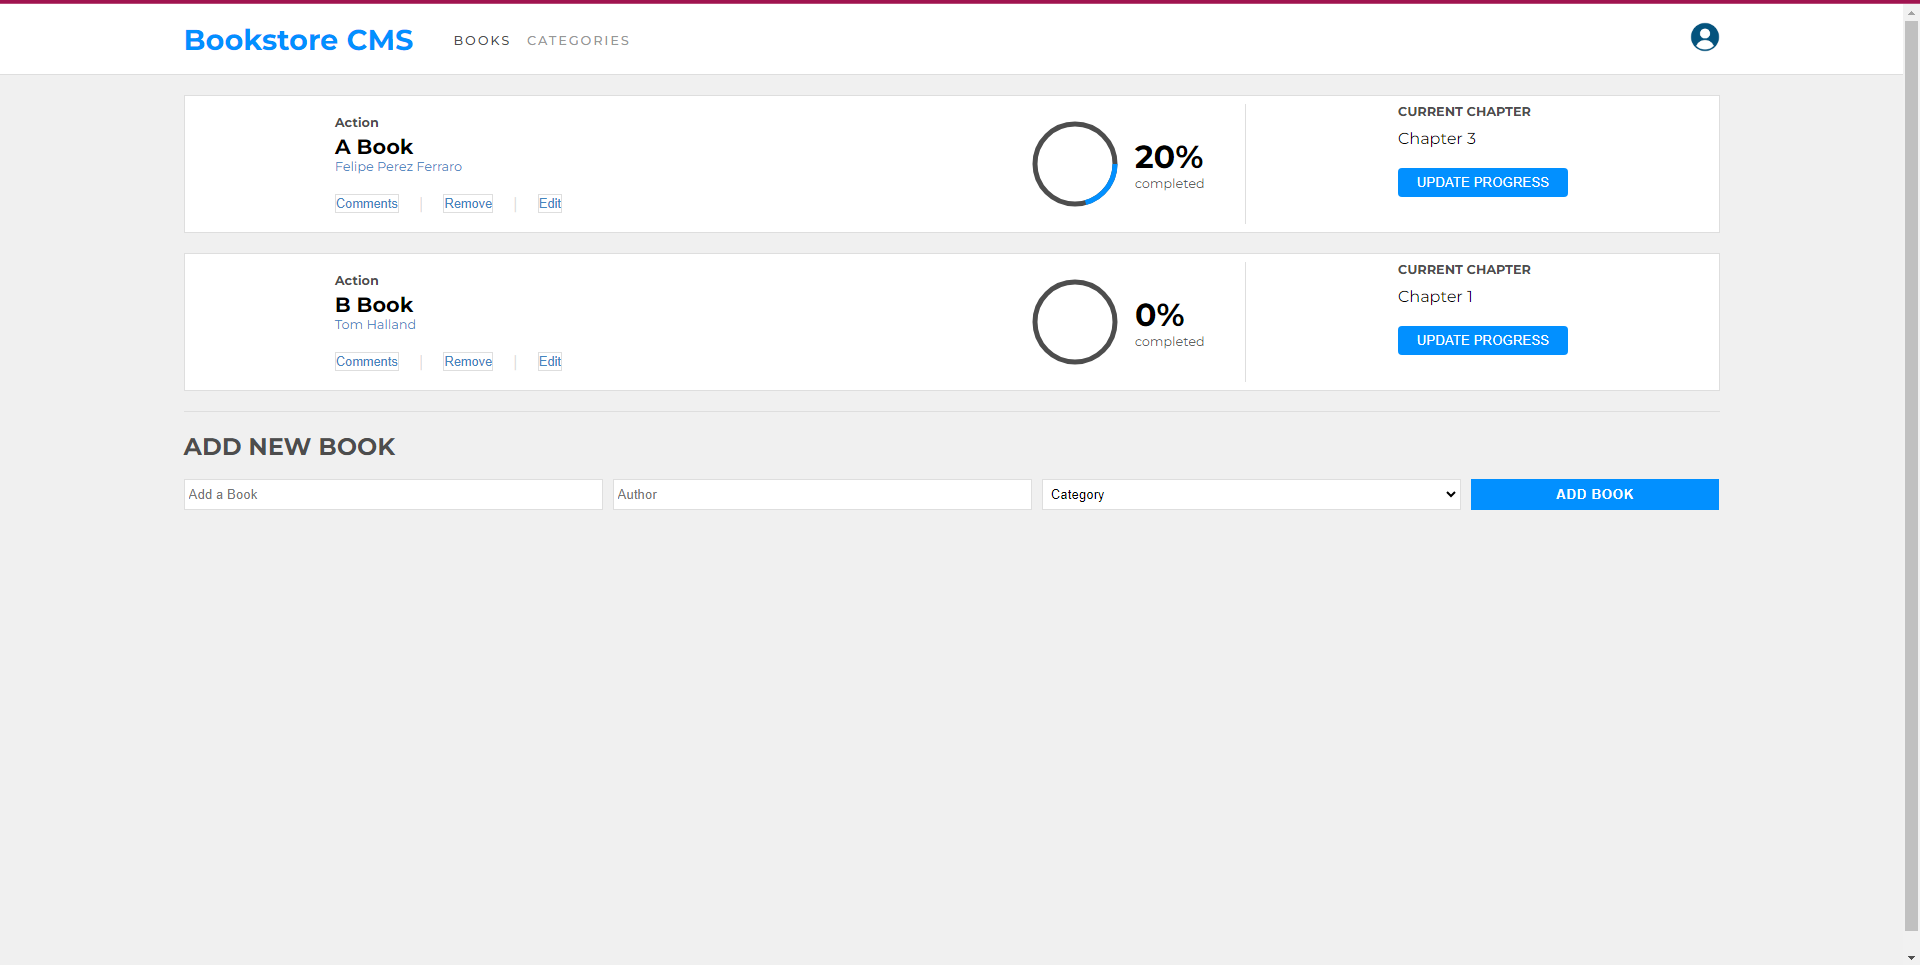 Bookstore CMS BOOKS CATEGORIES
Action
A Book
Felipe Perez Ferraro
Comments | Remove | Edit
20%
completed
CURRENT CHAPTER
Chapter 3
UPDATE PROGRESS
Action
B Book
Tom Halland
Comments | Remove | Edit
0%
completed
CURRENT CHAPTER
Chapter 1
UPDATE PROGRESS
ADD NEW BOOK
Add a Book Author Category ADD BOOK